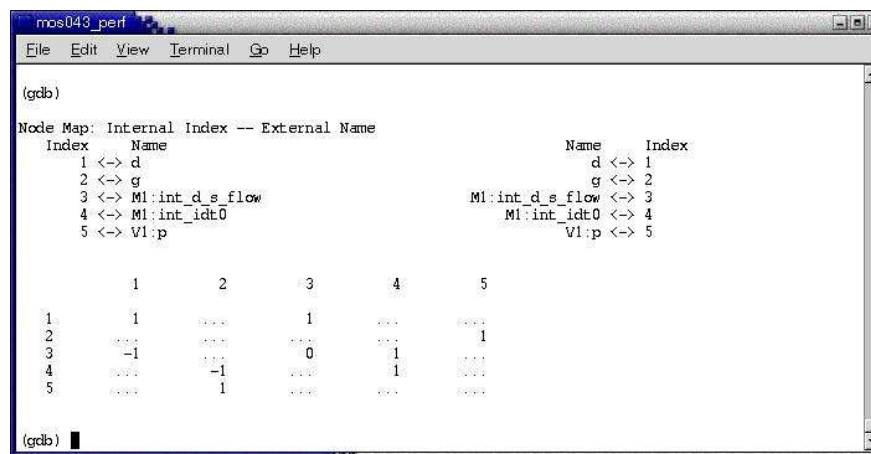 mos043_perf
File Edit View Terminal Go Help
(gdb)
Node Map: Internal Index -- External Name
Index Name Name Index
1 <-> d d <-> 1
2 <-> g g <-> 2
3 <-> M1:int_d_s_flow M1:int_d_s_flow <-> 3
4 <-> M1:int_idt0 M1:int_idt0 <-> 4
5 <-> V1:p V1:p <-> 5
1 2 3 4 5
1 1 ... 1 ... ...
2 ... ... ... ... 1
3 -1 ... 0 1 ...
4 ... -1 ... 1 ...
5 ... 1 ... ... ...
(gdb)